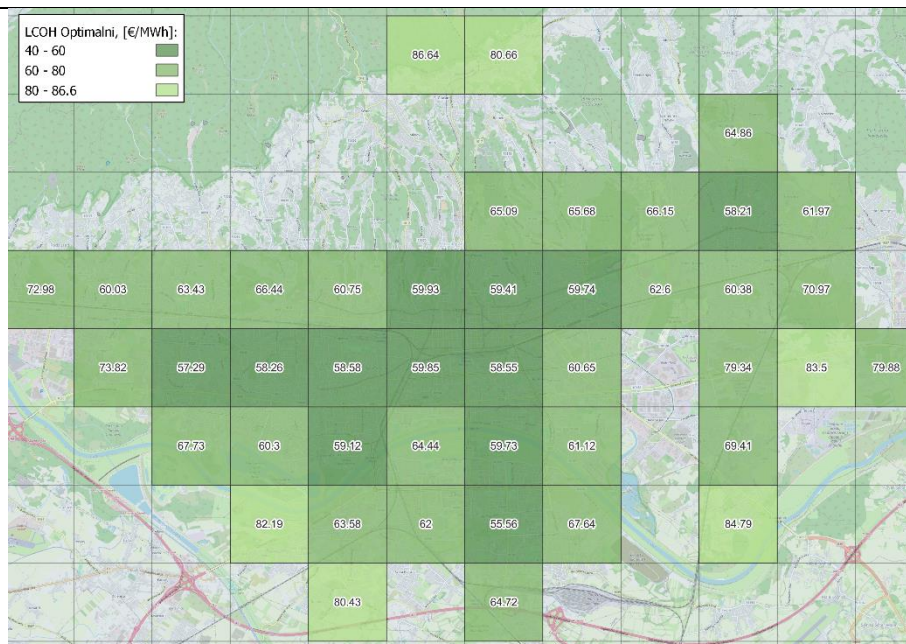 LCOH Optimalni, [€/MWh]:
40 - 60
60 - 80
80 - 86.6
86.64 80.66
64.86
65.09 65.68 66.15 58.21 61.97
72.98 60.03 63.43 66.44 60.75 59.93 59.41 59.74 62.6 60.38 70.97
73.82 57.29 58.26 58.58 59.85 58.55 60.65 79.34 83.5 79.88
67.73 60.3 59.12 64.44 59.73 61.12 69.41
82.19 63.58 62 55.56 67.64 84.79
80.43 64.72